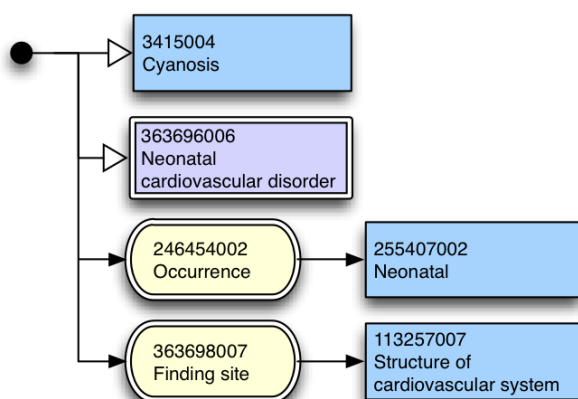 3415004
Cyanosis
363696006
Neonatal
cardiovascular disorder
246454002
Occurrence
255407002
Neonatal
363698007
Finding site
113257007
Structure of
cardiovascular system